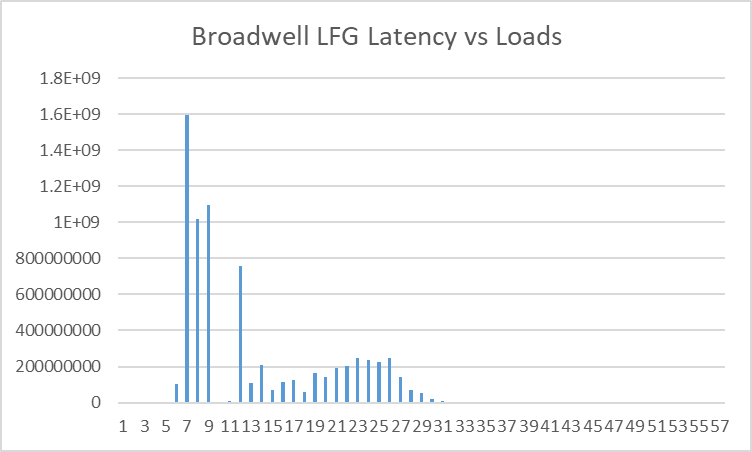 Broadwell LFG Latency vs Loads
1.8E+09
1.6E+09
1.4E+09
1.2E+09
1E+09
800000000
600000000
400000000
200000000
0
1 3 5 7 9 11 13 15 17 19 21 23 25 27 29 31 33 35 37 39 41 43 45 47 49 51 53 55 57